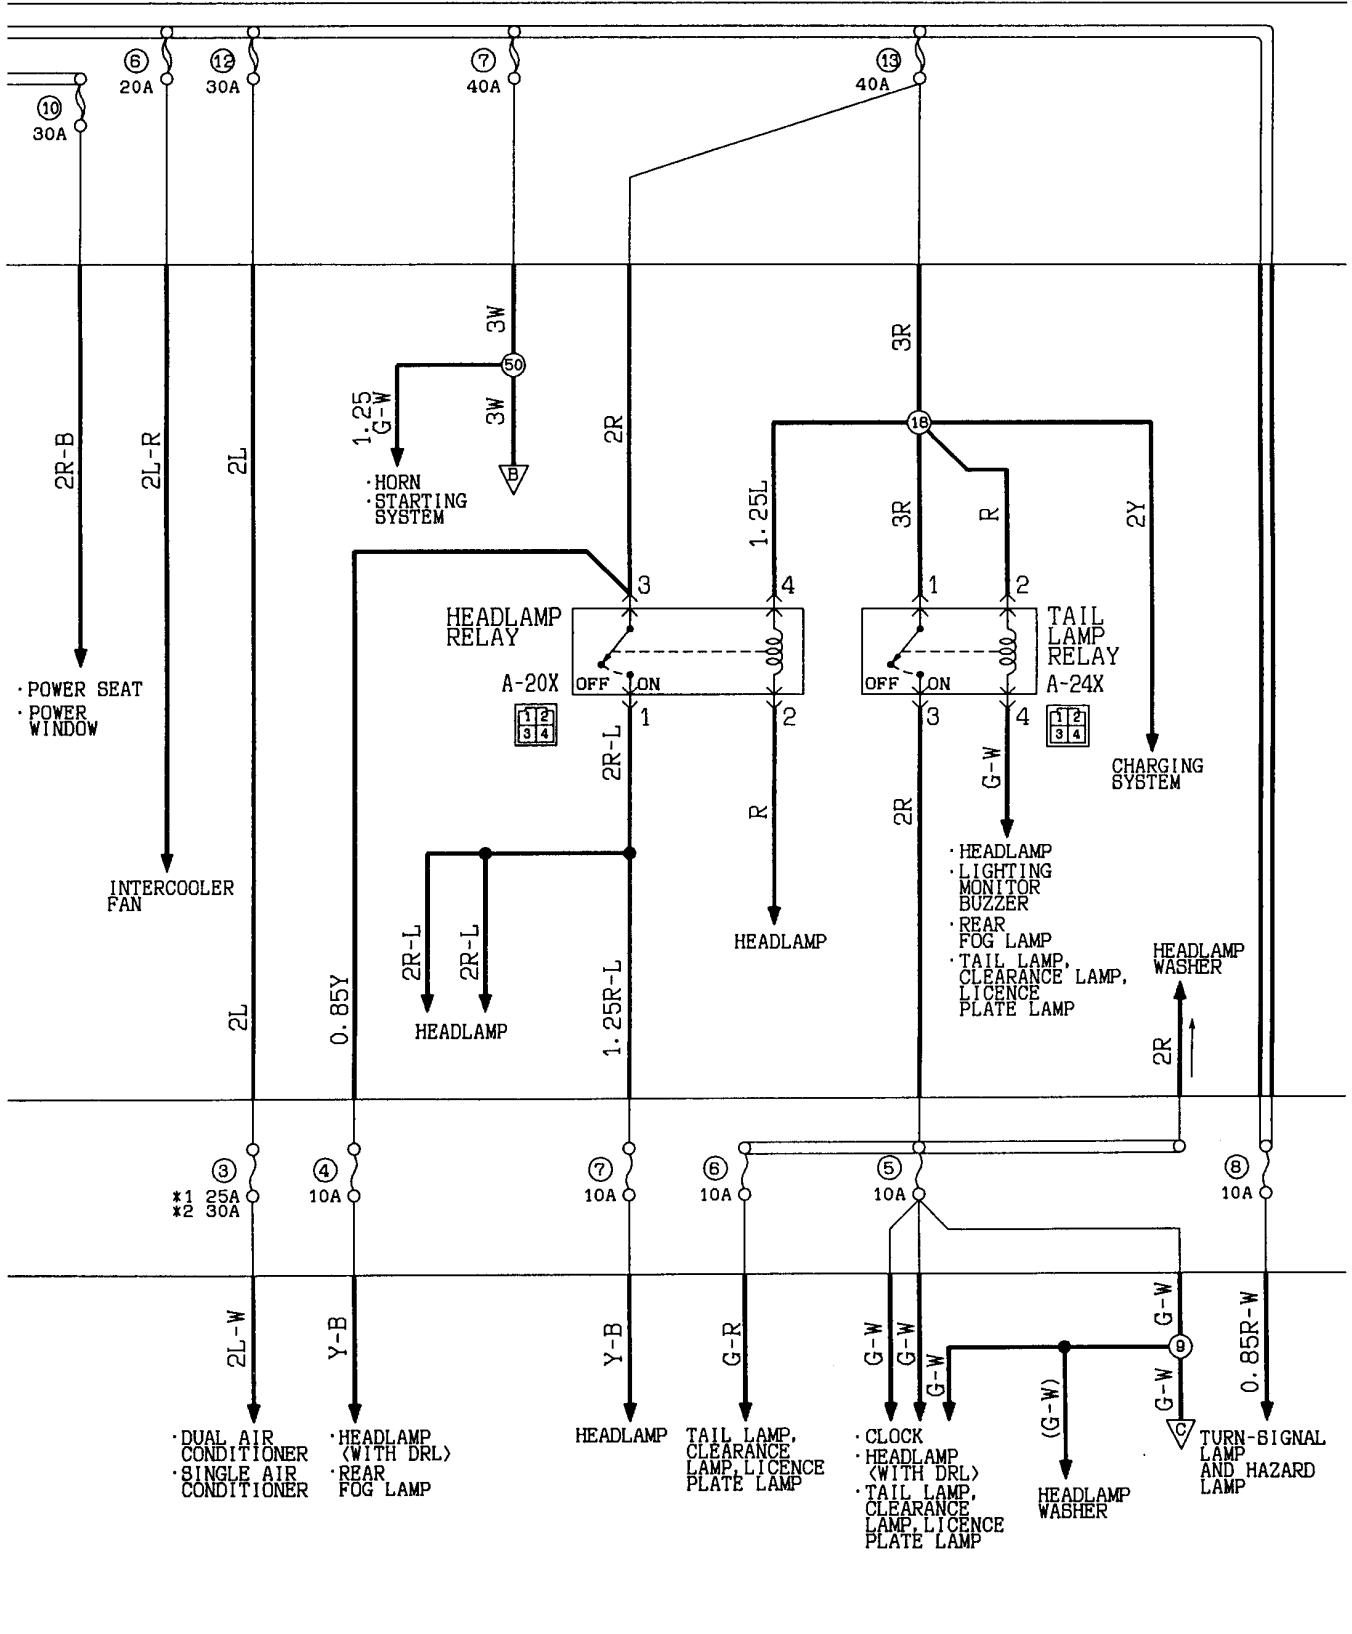 6
20A
12
30A
7
40A
13
40A
10
30A
3W
3R
50
1.25
G-W
3W
2R-B
2L-R
2L
2R
18
B
·HORN
·STARTING
SYSTEM
1.25L
3R
R
2Y
3
4
1
2
HEADLAMP
RELAY
TAIL
LAMP
RELAY
A-20X
OFF
ON
OFF
ON
A-24X
1 2
3 4
1
2
3
4
1 2
3 4
·POWER SEAT
·POWER
WINDOW
2R-L
R
2R
G-W
CHARGING
SYSTEM
INTERCOOLER
FAN
·HEADLAMP
·LIGHTING
MONITOR
BUZZER
·REAR
FOG LAMP
·TAIL LAMP,
CLEARANCE LAMP,
LICENCE
PLATE LAMP
HEADLAMP
2R-L
2R-L
HEADLAMP
HEADLAMP
WASHER
2L
0.85Y
1.25R-L
2R
3
*1 25A
*2 30A
4
10A
7
10A
6
10A
5
10A
8
10A
2L-W
Y-B
Y-B
G-R
G-W
G-W
G-W
(G-W)
G-W
9
G-W
C
0.85R-W
·DUAL AIR
CONDITIONER
·SINGLE AIR
CONDITIONER
·HEADLAMP
<WITH DRL>
·REAR
FOG LAMP
HEADLAMP
TAIL LAMP,
CLEARANCE
LAMP,LICENCE
PLATE LAMP
·CLOCK
·HEADLAMP
<WITH DRL>
·TAIL LAMP,
CLEARANCE
LAMP,LICENCE
PLATE LAMP
HEADLAMP
WASHER
TURN-SIGNAL
LAMP
AND HAZARD
LAMP